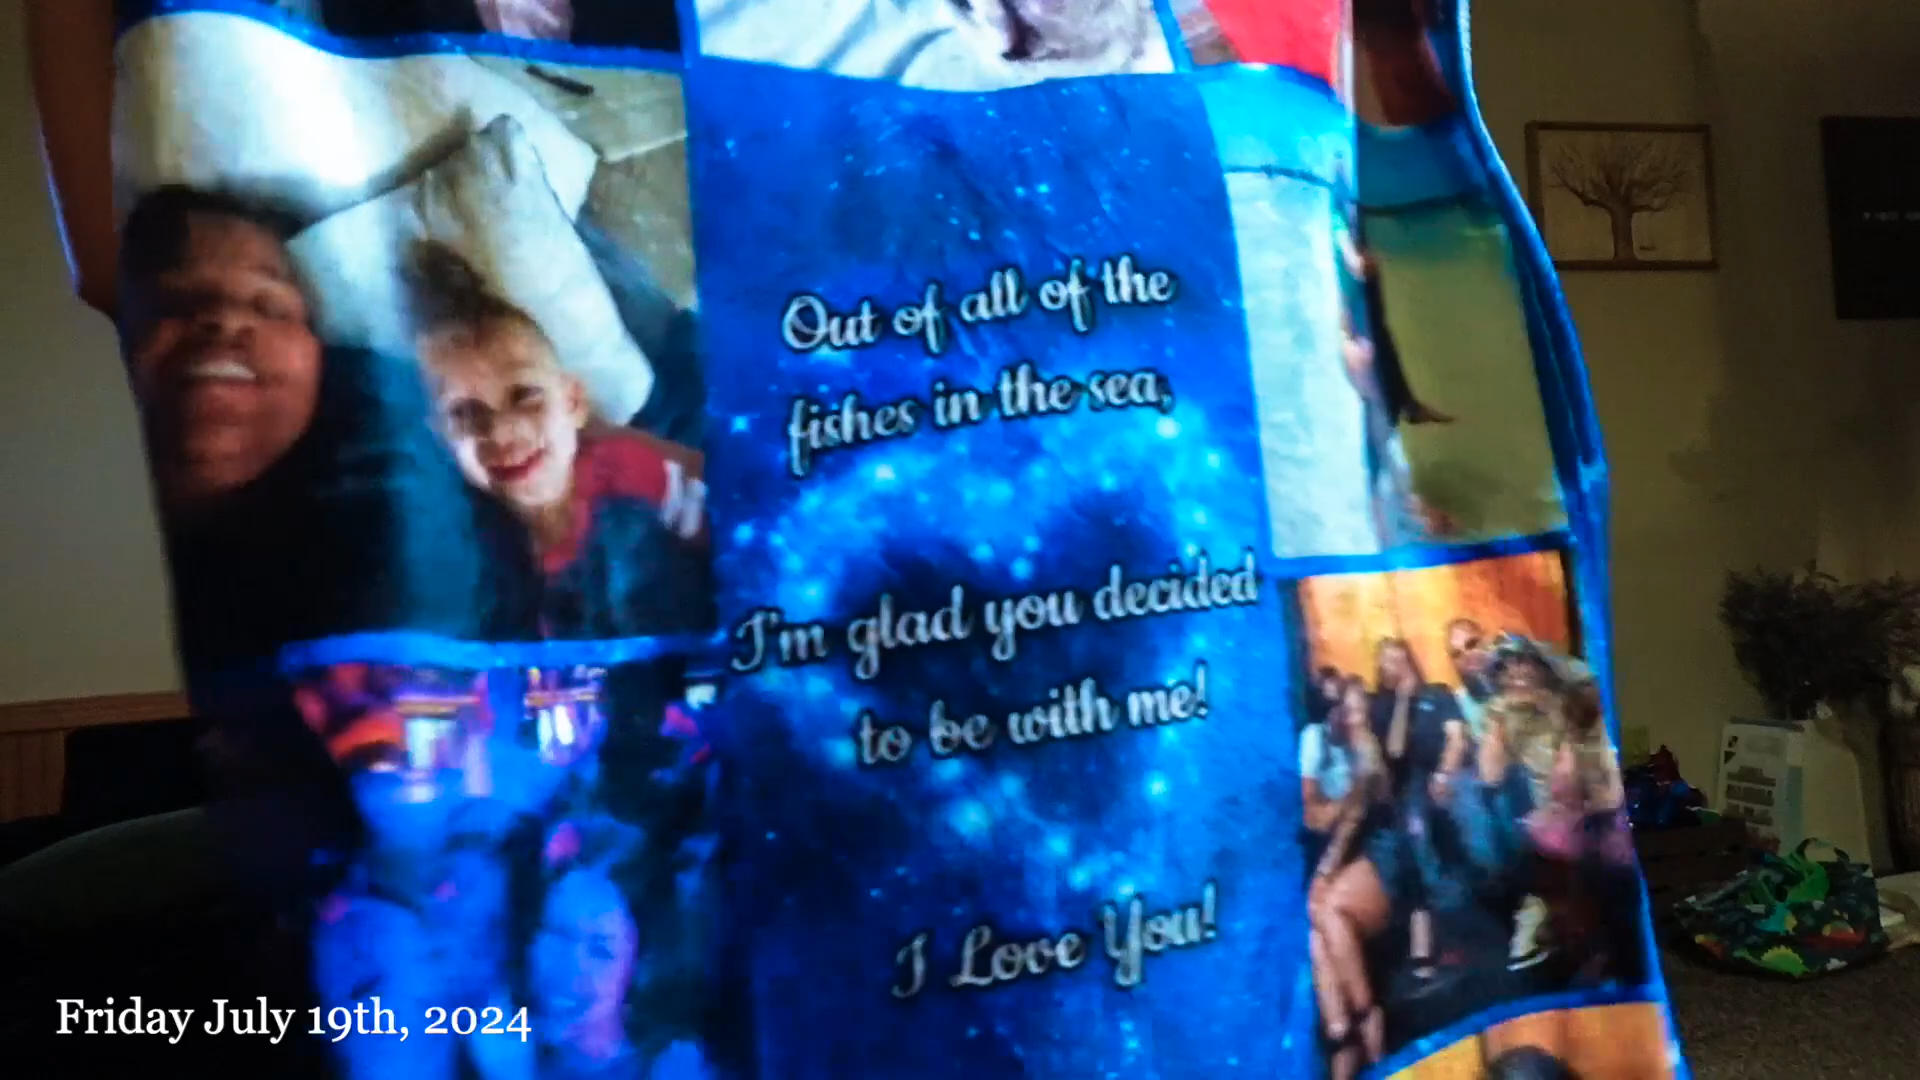 Out of all of the
fishes in the sea,
I'm glad you decided
to be with me!
I Love You!
Friday July 19th, 2024